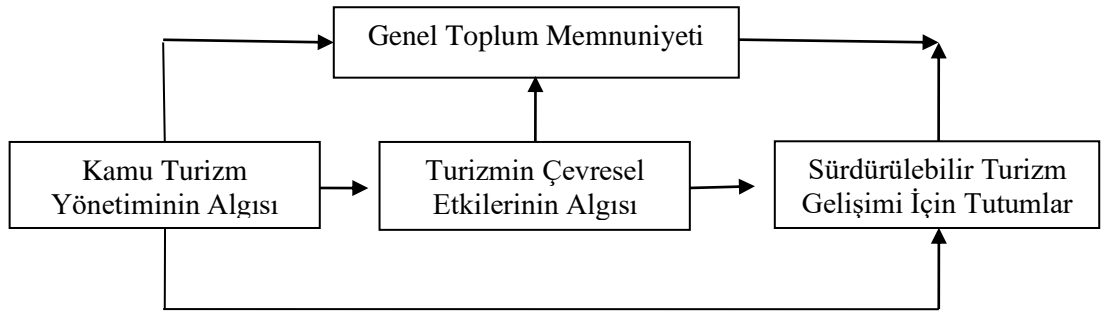 Genel Toplum Memnuniyeti
Kamu Turizm
Yönetiminin Algısı
Turizmin Çevresel
Etkilerinin Algısı
Sürdürülebilir Turizm
Gelişimi İçin Tutumlar